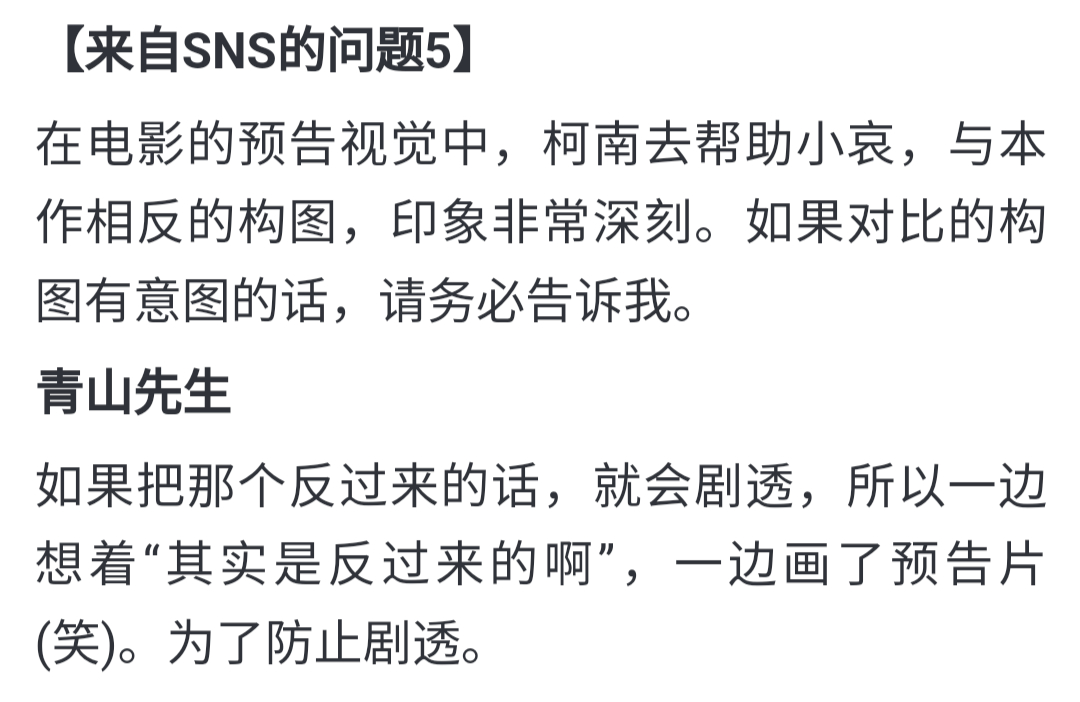 【来自SNS的问题5】
在电影的预告视觉中，柯南去帮助小哀，与本
作相反的构图，印象非常深刻。如果对比的构
图有意图的话，请务必告诉我。
青山先生
如果把那个反过来的话，就会剧透，所以一边
想着“其实是反过来的啊”，一边画了预告片
(笑)。为了防止剧透。